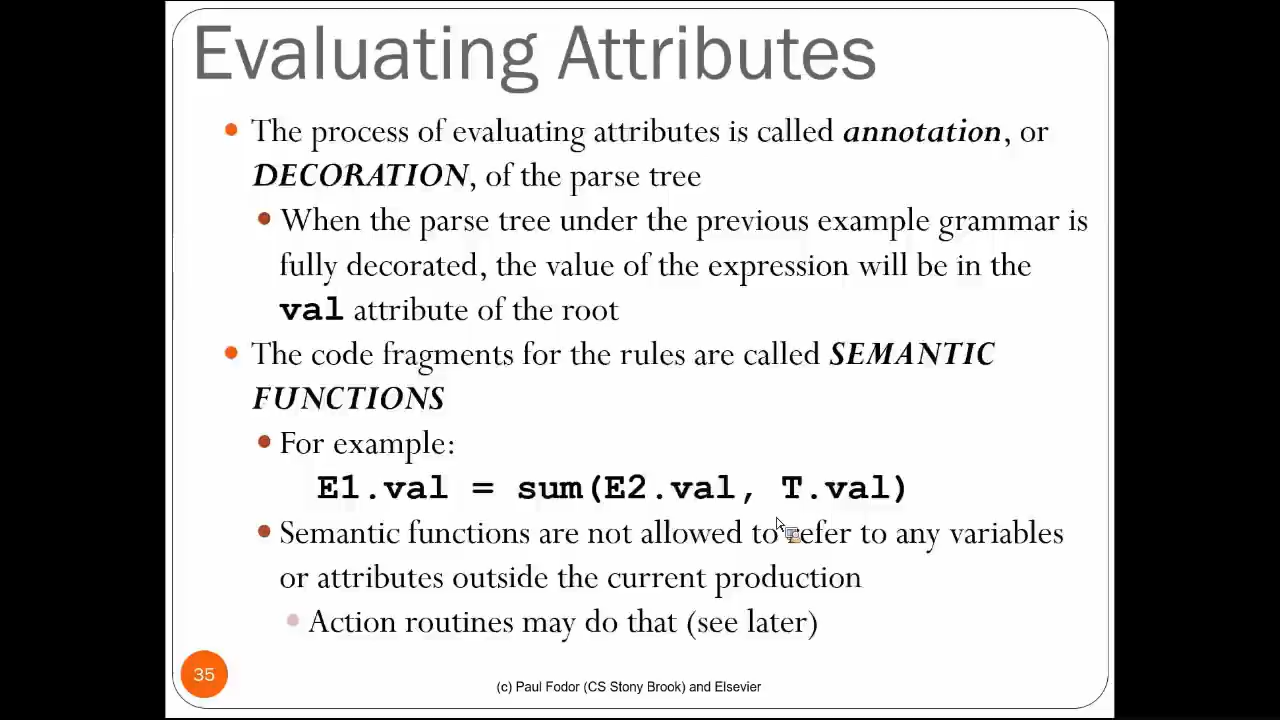 Evaluating Attributes
• The process of evaluating attributes is called annotation, or
DECORATION, of the parse tree
• When the parse tree under the previous example grammar is
fully decorated, the value of the expression will be in the
val attribute of the root
• The code fragments for the rules are called SEMANTIC
FUNCTIONS
• For example:
E1.val = sum(E2.val, T.val)
• Semantic functions are not allowed to refer to any variables
or attributes outside the current production
• Action routines may do that (see later)
35
(c) Paul Fodor (CS Stony Brook) and Elsevier